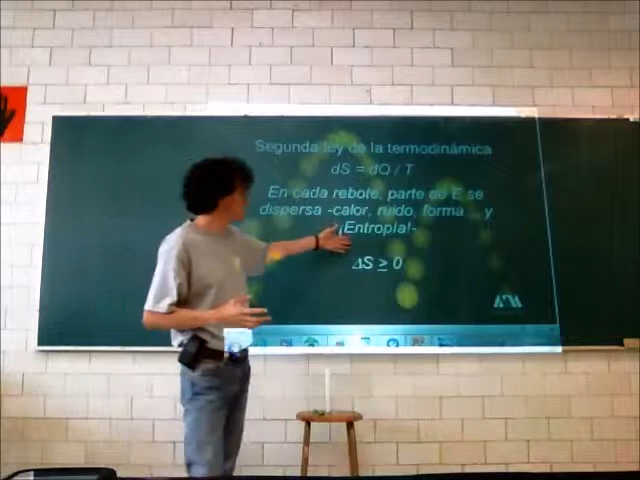 Segunda ley de la termodinámica
dS = dQ / T
En cada rebote, parte de E se
dispersa -calor, ruido, forma y
¡Entropía!-
ΔS ≥ 0